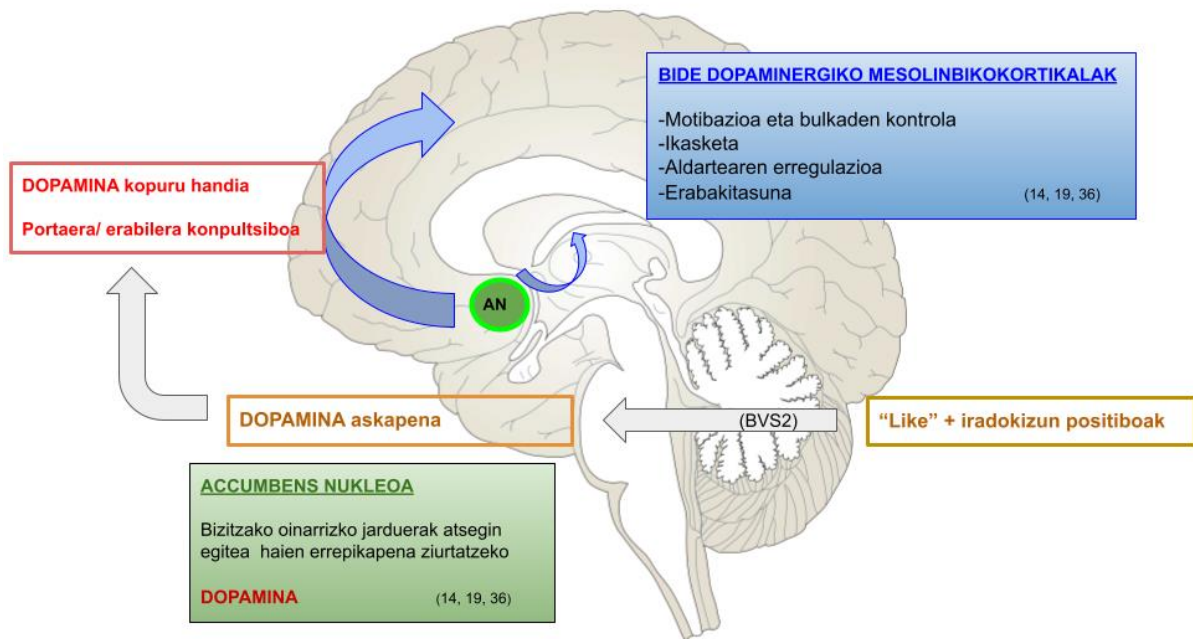 BIDE DOPAMINERGIKO MESOLINBIKOKORTIKALAK
-Motibazioa eta bulkaden kontrola
-Ikasketa
-Aldartearen erregulazioa
-Erabakitasuna (14, 19, 36)
DOPAMINA kopuru handia
Portaera/ erabilera konpultsiboa
AN
DOPAMINA askapena
(BVS2)
“Like” + iradokizun positiboak
ACCUMBENS NUKLEOA
Bizitzako oinarrizko jarduerak atsegin
egitea haien errepikapena ziurtatzeko
DOPAMINA (14, 19, 36)